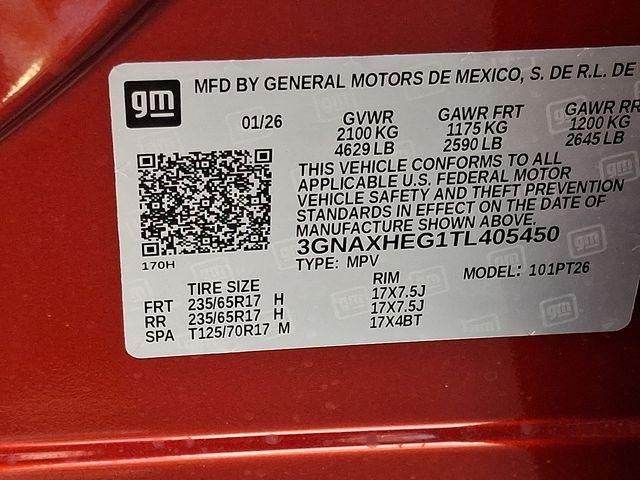 gm
MFD BY GENERAL MOTORS DE MEXICO, S. DE R.L. DE
01/26 GVWR GAWR FRT GAWR RR
2100 KG 1175 KG 1200 KG
4629 LB 2590 LB 2645 LB
THIS VEHICLE CONFORMS TO ALL
APPLICABLE U.S. FEDERAL MOTOR
VEHICLE SAFETY AND THEFT PREVENTION
STANDARDS IN EFFECT ON THE DATE OF
MANUFACTURE SHOWN ABOVE.
3GNAXHEG1TL405450
170H
TYPE: MPV MODEL: 101PT26
TIRE SIZE RIM
FRT 235/65R17 H 17X7.5J
RR 235/65R17 H 17X7.5J
SPA T125/70R17 M 17X4BT